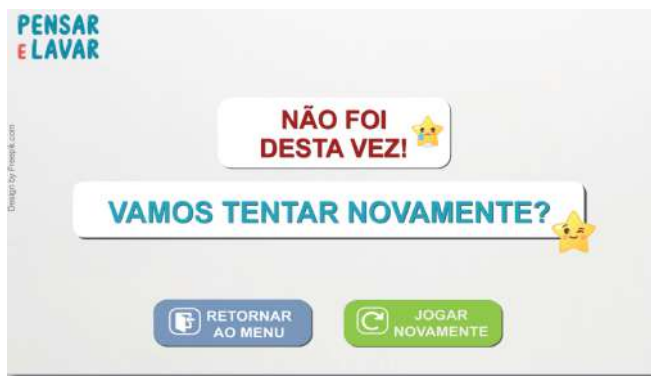 PENSAR
E LAVAR
Design by Freepik.com
NÃO FOI
DESTA VEZ!
VAMOS TENTAR NOVAMENTE?
RETORNAR
AO MENU
JOGAR
NOVAMENTE